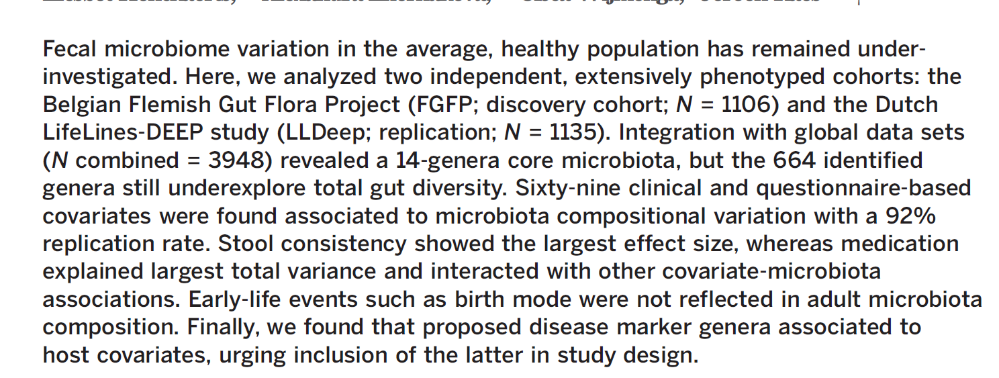 Fecal microbiome variation in the average, healthy population has remained under-
investigated. Here, we analyzed two independent, extensively phenotyped cohorts: the
Belgian Flemish Gut Flora Project (FGFP; discovery cohort; N = 1106) and the Dutch
LifeLines-DEEP study (LLDeep; replication; N = 1135). Integration with global data sets
(N combined = 3948) revealed a 14-genera core microbiota, but the 664 identified
genera still underexplore total gut diversity. Sixty-nine clinical and questionnaire-based
covariates were found associated to microbiota compositional variation with a 92%
replication rate. Stool consistency showed the largest effect size, whereas medication
explained largest total variance and interacted with other covariate-microbiota
associations. Early-life events such as birth mode were not reflected in adult microbiota
composition. Finally, we found that proposed disease marker genera associated to
host covariates, urging inclusion of the latter in study design.